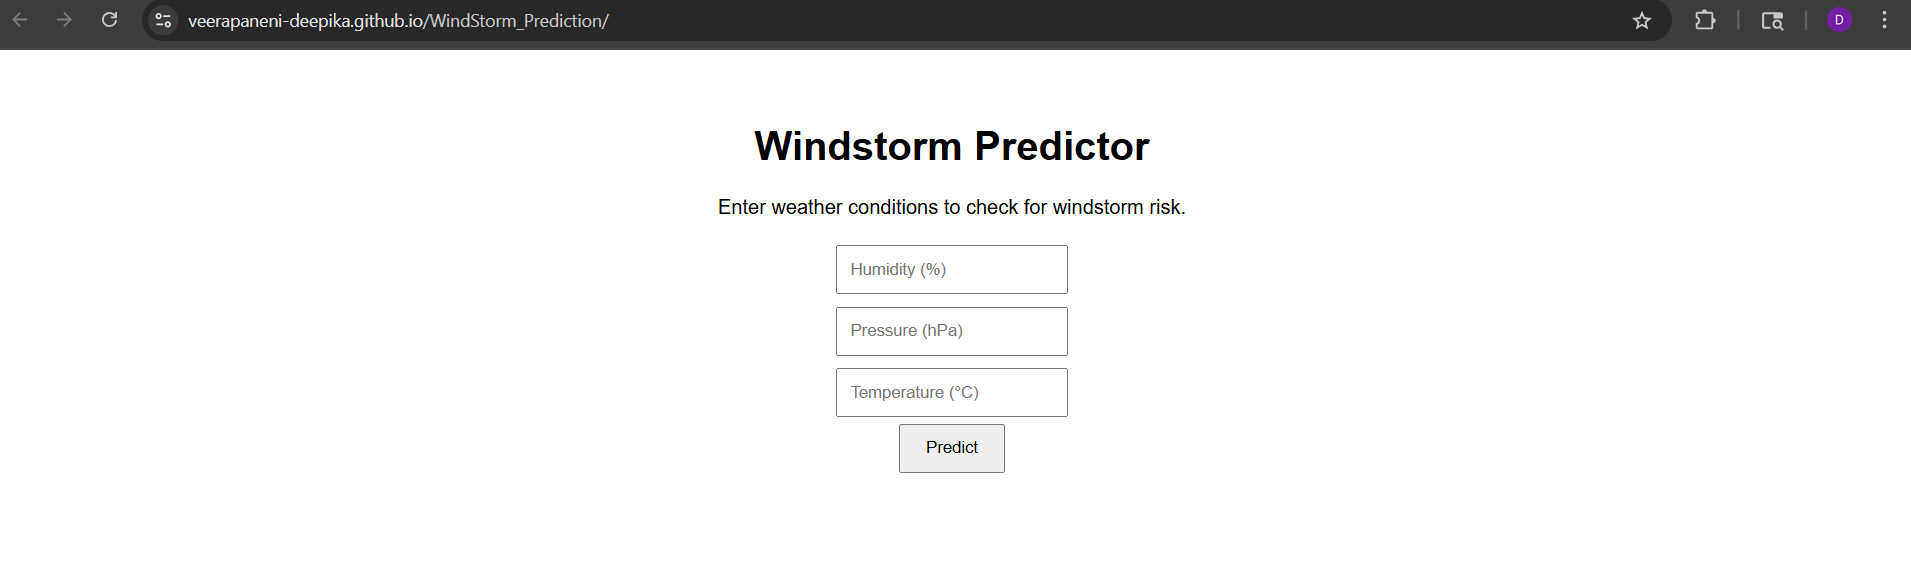 veerapaneni-deepika.github.io/WindStorm_Prediction/
D
Windstorm Predictor
Enter weather conditions to check for windstorm risk.
Humidity (%)
Pressure (hPa)
Temperature (°C)
Predict